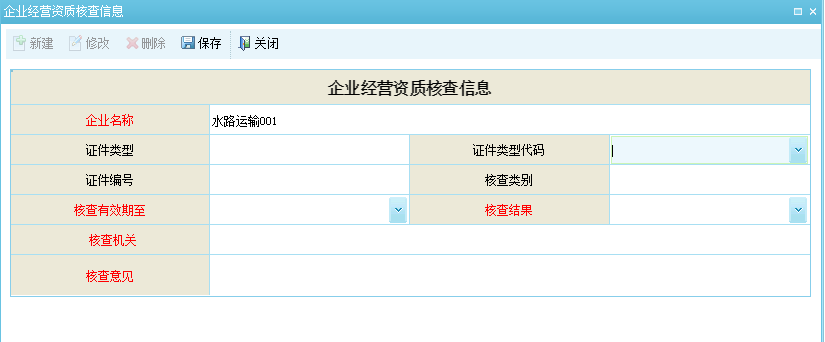 企业经营资质核查信息
新建 修改 删除 保存 关闭
企业经营资质核查信息
企业名称 水路运输001
证件类型 证件类型代码
证件编号 核查类别
核查有效期至 核查结果
核查机关
核查意见